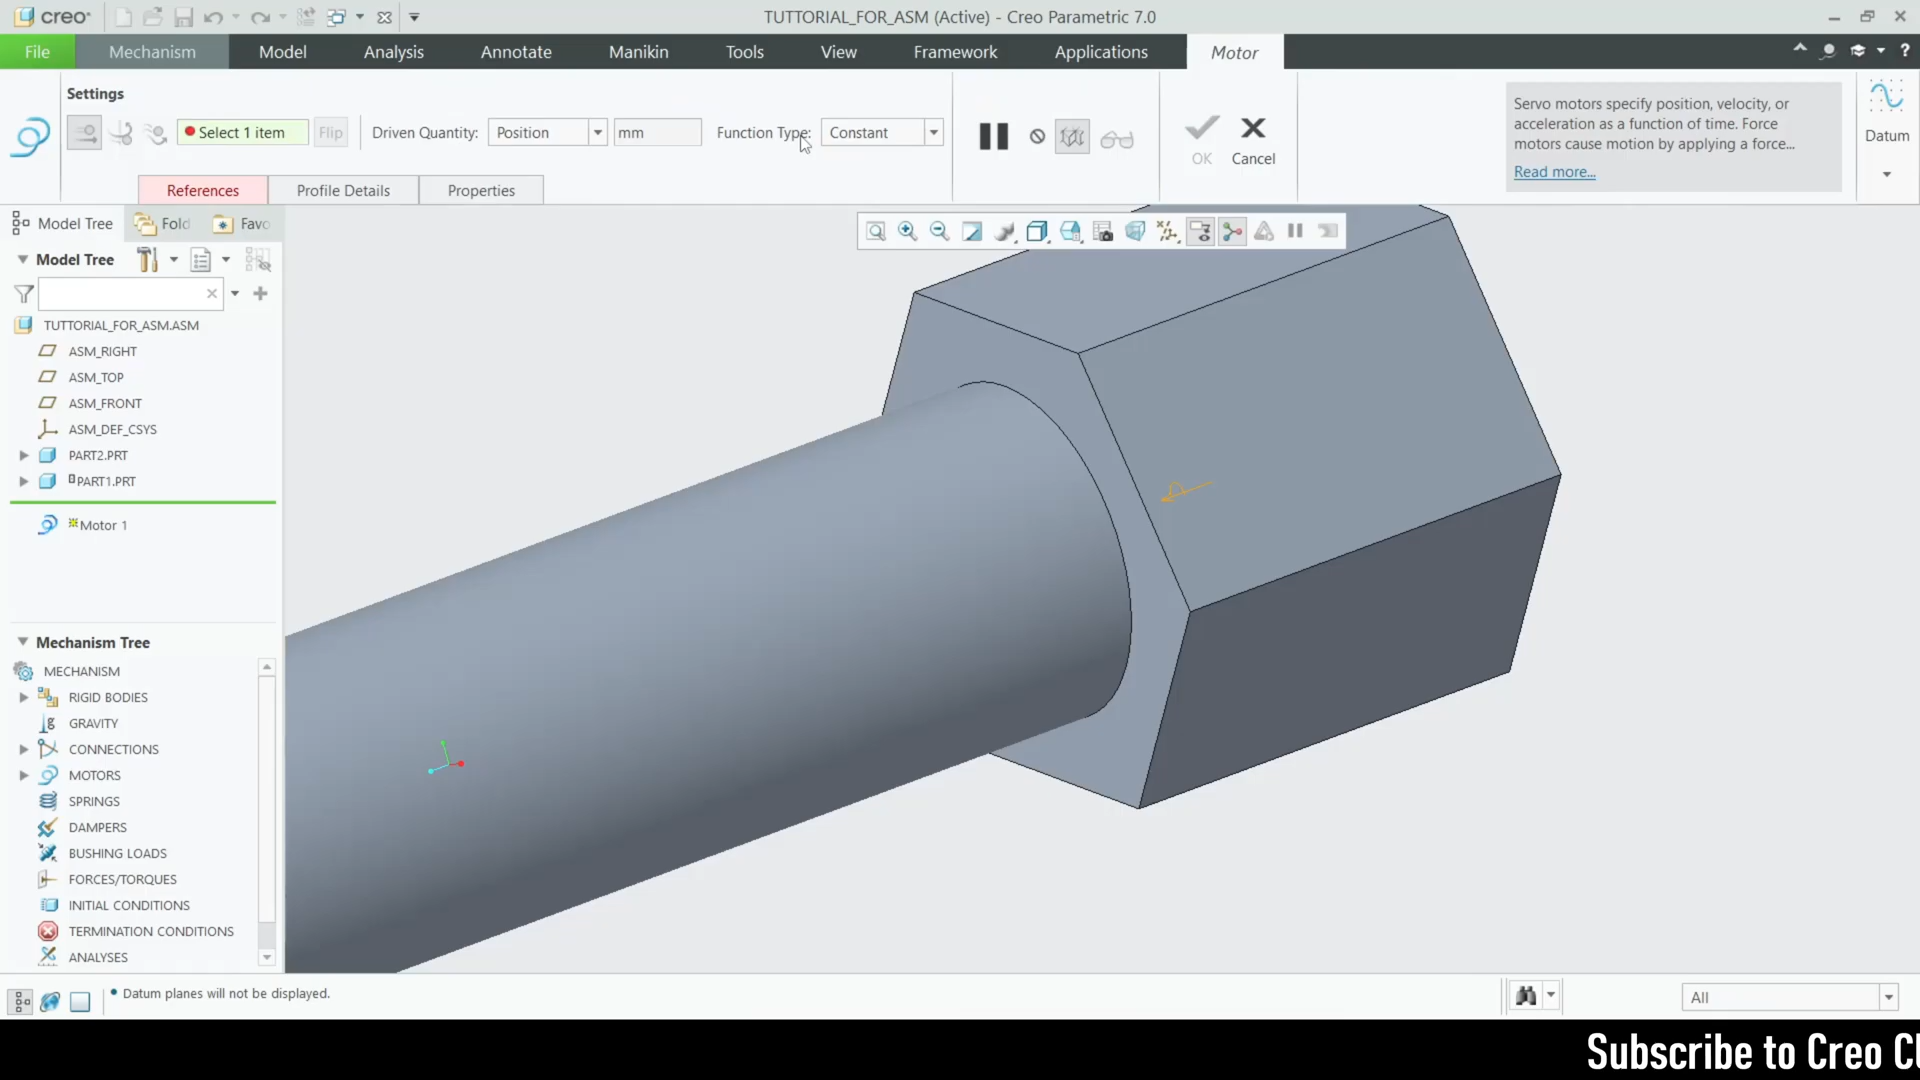 creo
TUTTORIAL_FOR_ASM (Active) - Creo Parametric 7.0
File
Mechanism
Model
Analysis
Annotate
Manikin
Tools
View
Framework
Applications
Motor
Settings
Select 1 item
Flip
Driven Quantity:
Position
mm
Function Type:
Constant
OK
Cancel
Servo motors specify position, velocity, or
acceleration as a function of time. Force
motors cause motion by applying a force...
Read more...
Datum
References
Profile Details
Properties
Model Tree
Fold
Favo
Model Tree
TUTTORIAL_FOR_ASM.ASM
ASM_RIGHT
ASM_TOP
ASM_FRONT
ASM_DEF_CSYS
PART2.PRT
PART1.PRT
Motor 1
Mechanism Tree
MECHANISM
RIGID BODIES
GRAVITY
CONNECTIONS
MOTORS
SPRINGS
DAMPERS
BUSHING LOADS
FORCES/TORQUES
INITIAL CONDITIONS
TERMINATION CONDITIONS
ANALYSES
Datum planes will not be displayed.
All
Subscribe to Creo